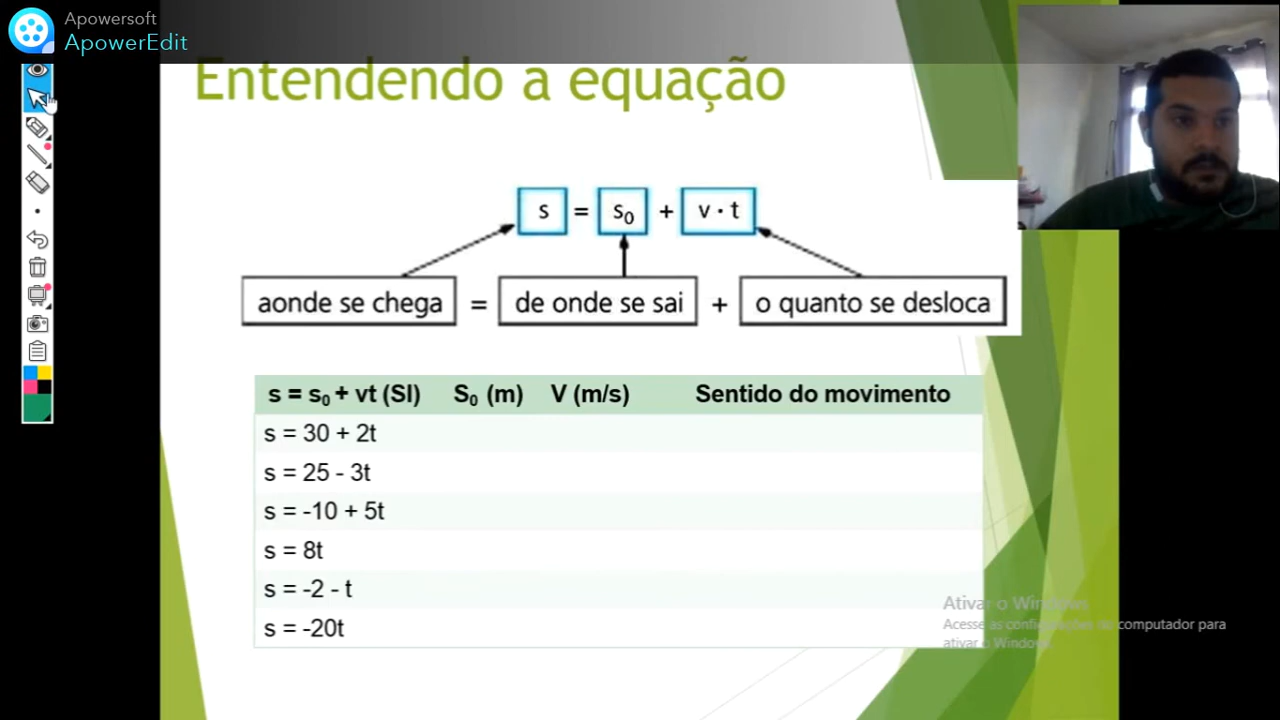 Apowersoft
ApowerEdit
Entendendo a equação
s = s₀ + v · t
aonde se chega = de onde se sai + o quanto se desloca
s = s₀ + vt (SI) S₀ (m) V (m/s) Sentido do movimento
s = 30 + 2t
s = 25 - 3t
s = -10 + 5t
s = 8t
s = -2 - t
s = -20t
Ativar o Windows
Acesse as configurações do computador para
ativar o Windows.